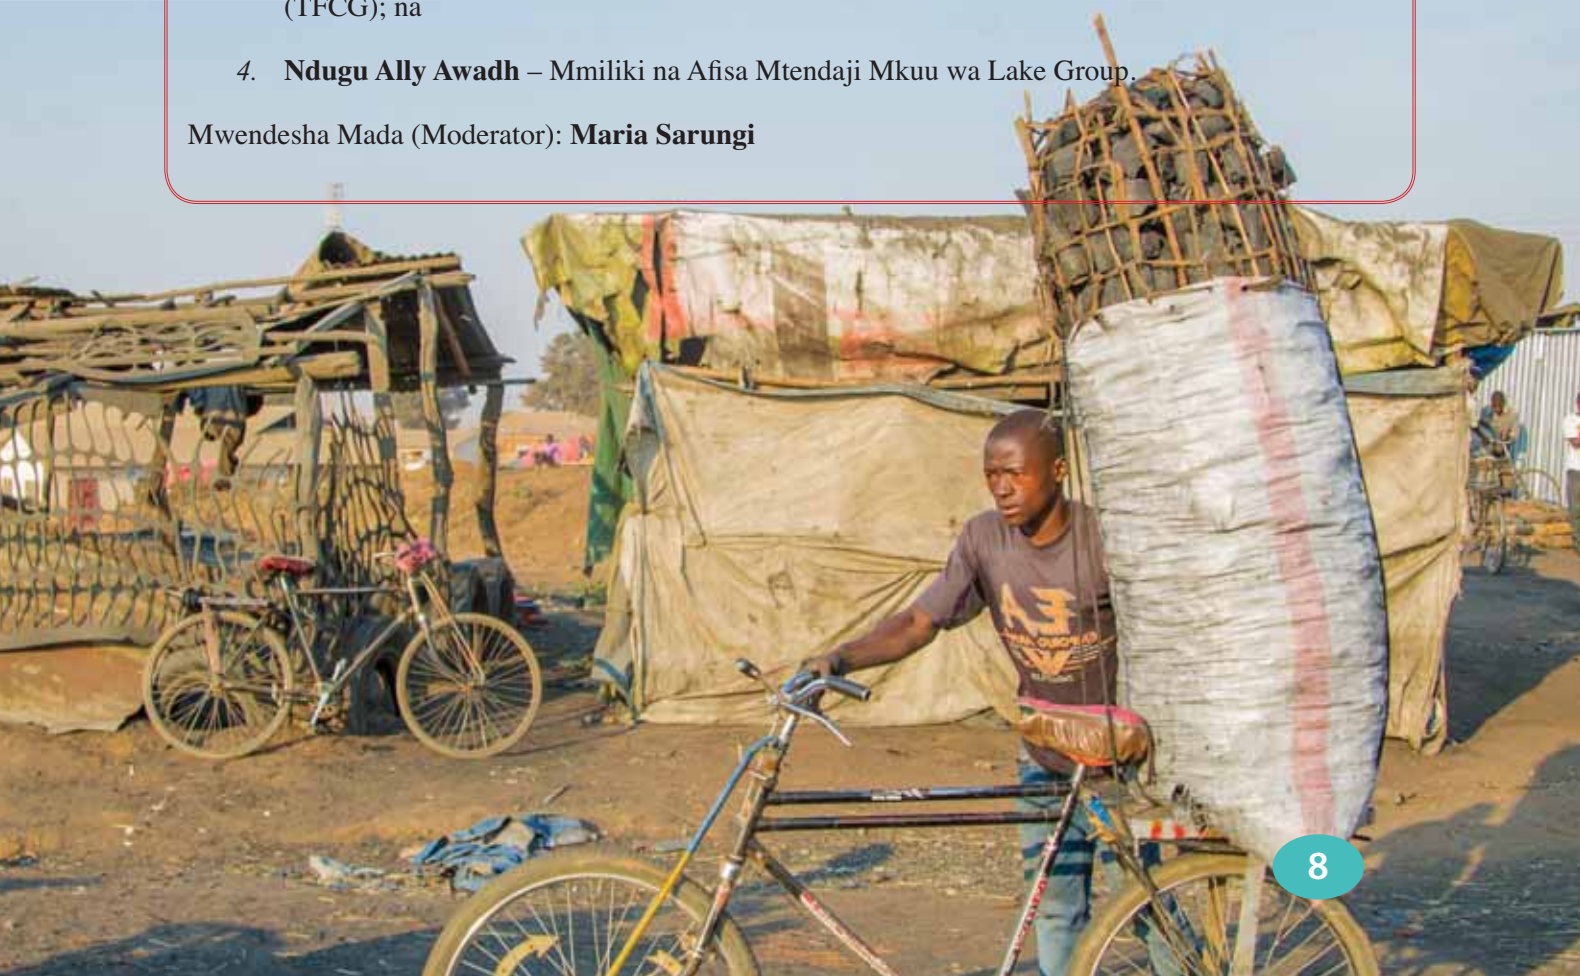 (TFCG); na
4. Ndugu Ally Awadh – Mmiliki na Afisa Mtendaji Mkuu wa Lake Group.
Mwendesha Mada (Moderator): Maria Sarungi
8